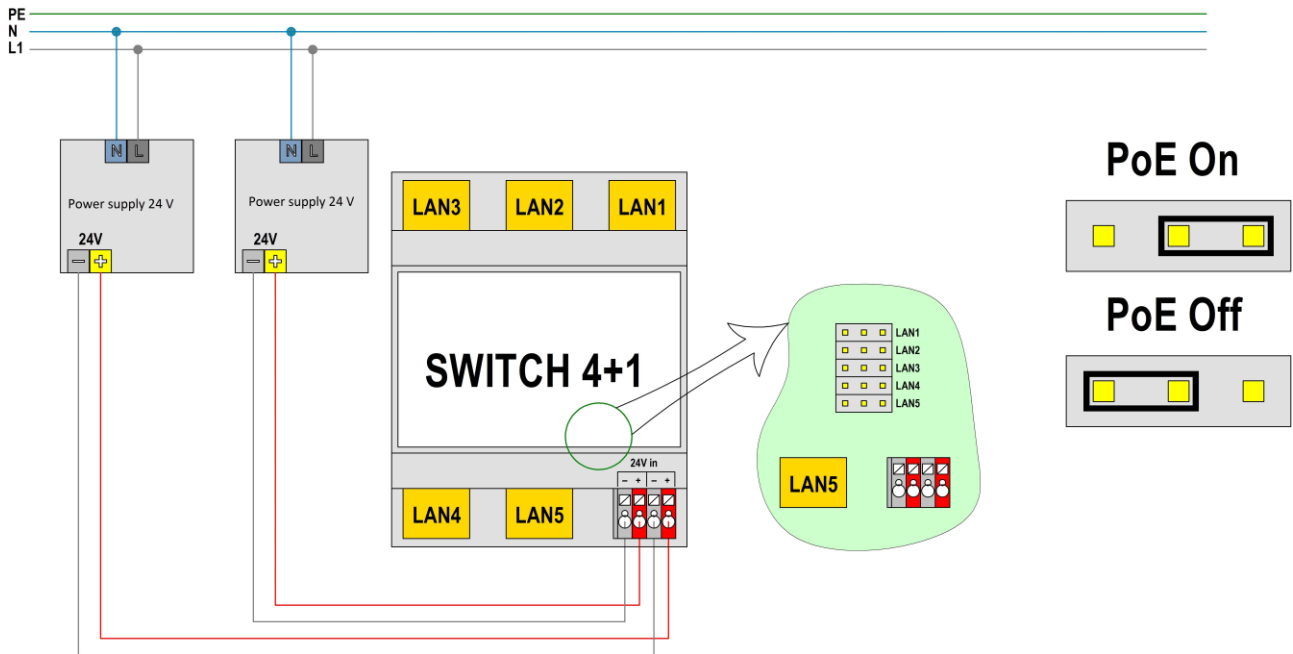 PE
N
L1
N L
Power supply 24 V
24V
− +
N L
Power supply 24 V
24V
− +
LAN3 LAN2 LAN1
SWITCH 4+1
24V in
− + − +
LAN4 LAN5
LAN1
LAN2
LAN3
LAN4
LAN5
LAN5
PoE On
PoE Off